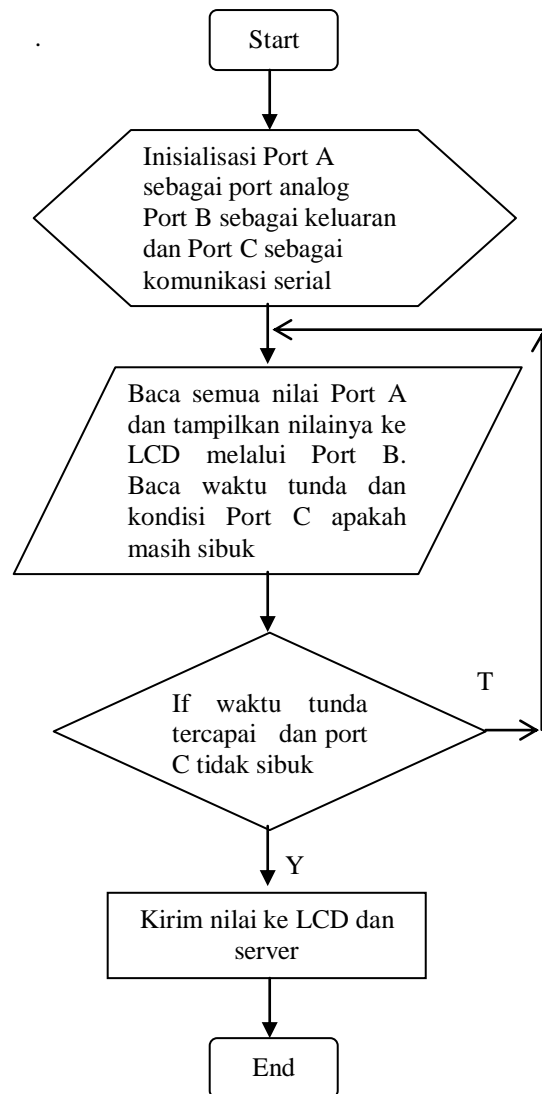 .
Start
Inisialisasi Port A
sebagai port analog
Port B sebagai keluaran
dan Port C sebagai
komunikasi serial
Baca semua nilai Port A
dan tampilkan nilainya ke
LCD melalui Port B.
Baca waktu tunda dan
kondisi Port C apakah
masih sibuk
T
If waktu tunda
tercapai dan port
C tidak sibuk
Y
Kirim nilai ke LCD dan
server
End